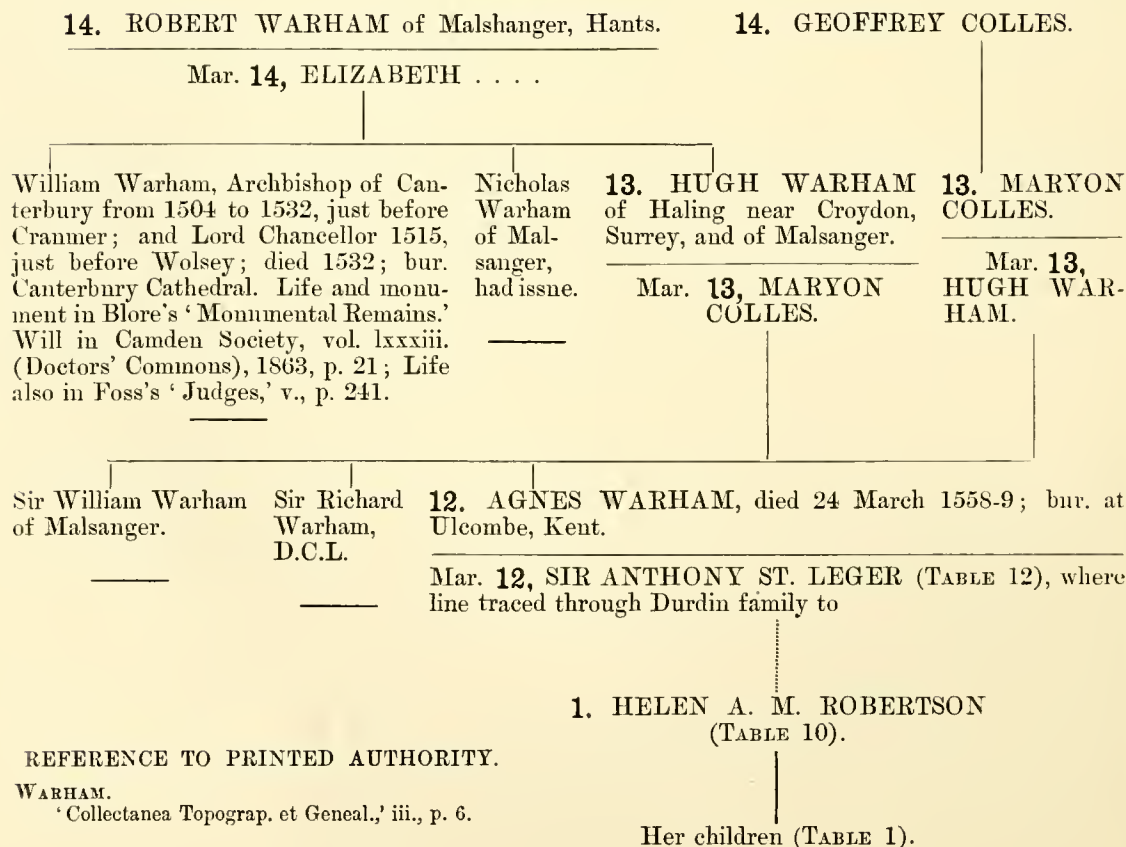 14. ROBERT WARHAM of Malshanger, Hants.
14. GEOFFREY COLLES.
Mar. 14, ELIZABETH . . . .
William Warham, Archbishop of Can-
terbury from 1504 to 1532, just before
Cranmer; and Lord Chancellor 1515,
just before Wolsey; died 1532; bur.
Canterbury Cathedral. Life and monu-
ment in Blore's ‘Monumental Remains.’
Will in Camden Society, vol. lxxxiii.
(Doctors' Commons), 1863, p. 21; Life
also in Foss's ‘Judges,’ v., p. 241.
Nicholas
Warham
of Mal-
sanger,
had issue.
13. HUGH WARHAM
of Haling near Croydon,
Surrey, and of Malsanger.
Mar. 13, MARYON
COLLES.
13. MARYON
COLLES.
Mar. 13,
HUGH WAR-
HAM.
Sir William Warham
of Malsanger.
Sir Richard
Warham,
D.C.L.
12. AGNES WARHAM, died 24 March 1558-9; bur. at
Ulcombe, Kent.
Mar. 12, SIR ANTHONY ST. LEGER (TABLE 12), where
line traced through Durdin family to
1. HELEN A. M. ROBERTSON
(TABLE 10).
Her children (TABLE 1).
REFERENCE TO PRINTED AUTHORITY.
WARHAM.
‘Collectanea Topograp. et Geneal.,’ iii., p. 6.